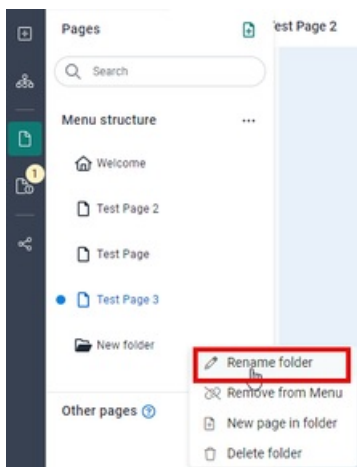 Pages
est Page 2
Search
Menu structure
Welcome
1
Test Page 2
Test Page
Test Page 3
New folder
Rename folder
Remove from Menu
Other pages
New page in folder
Delete folder